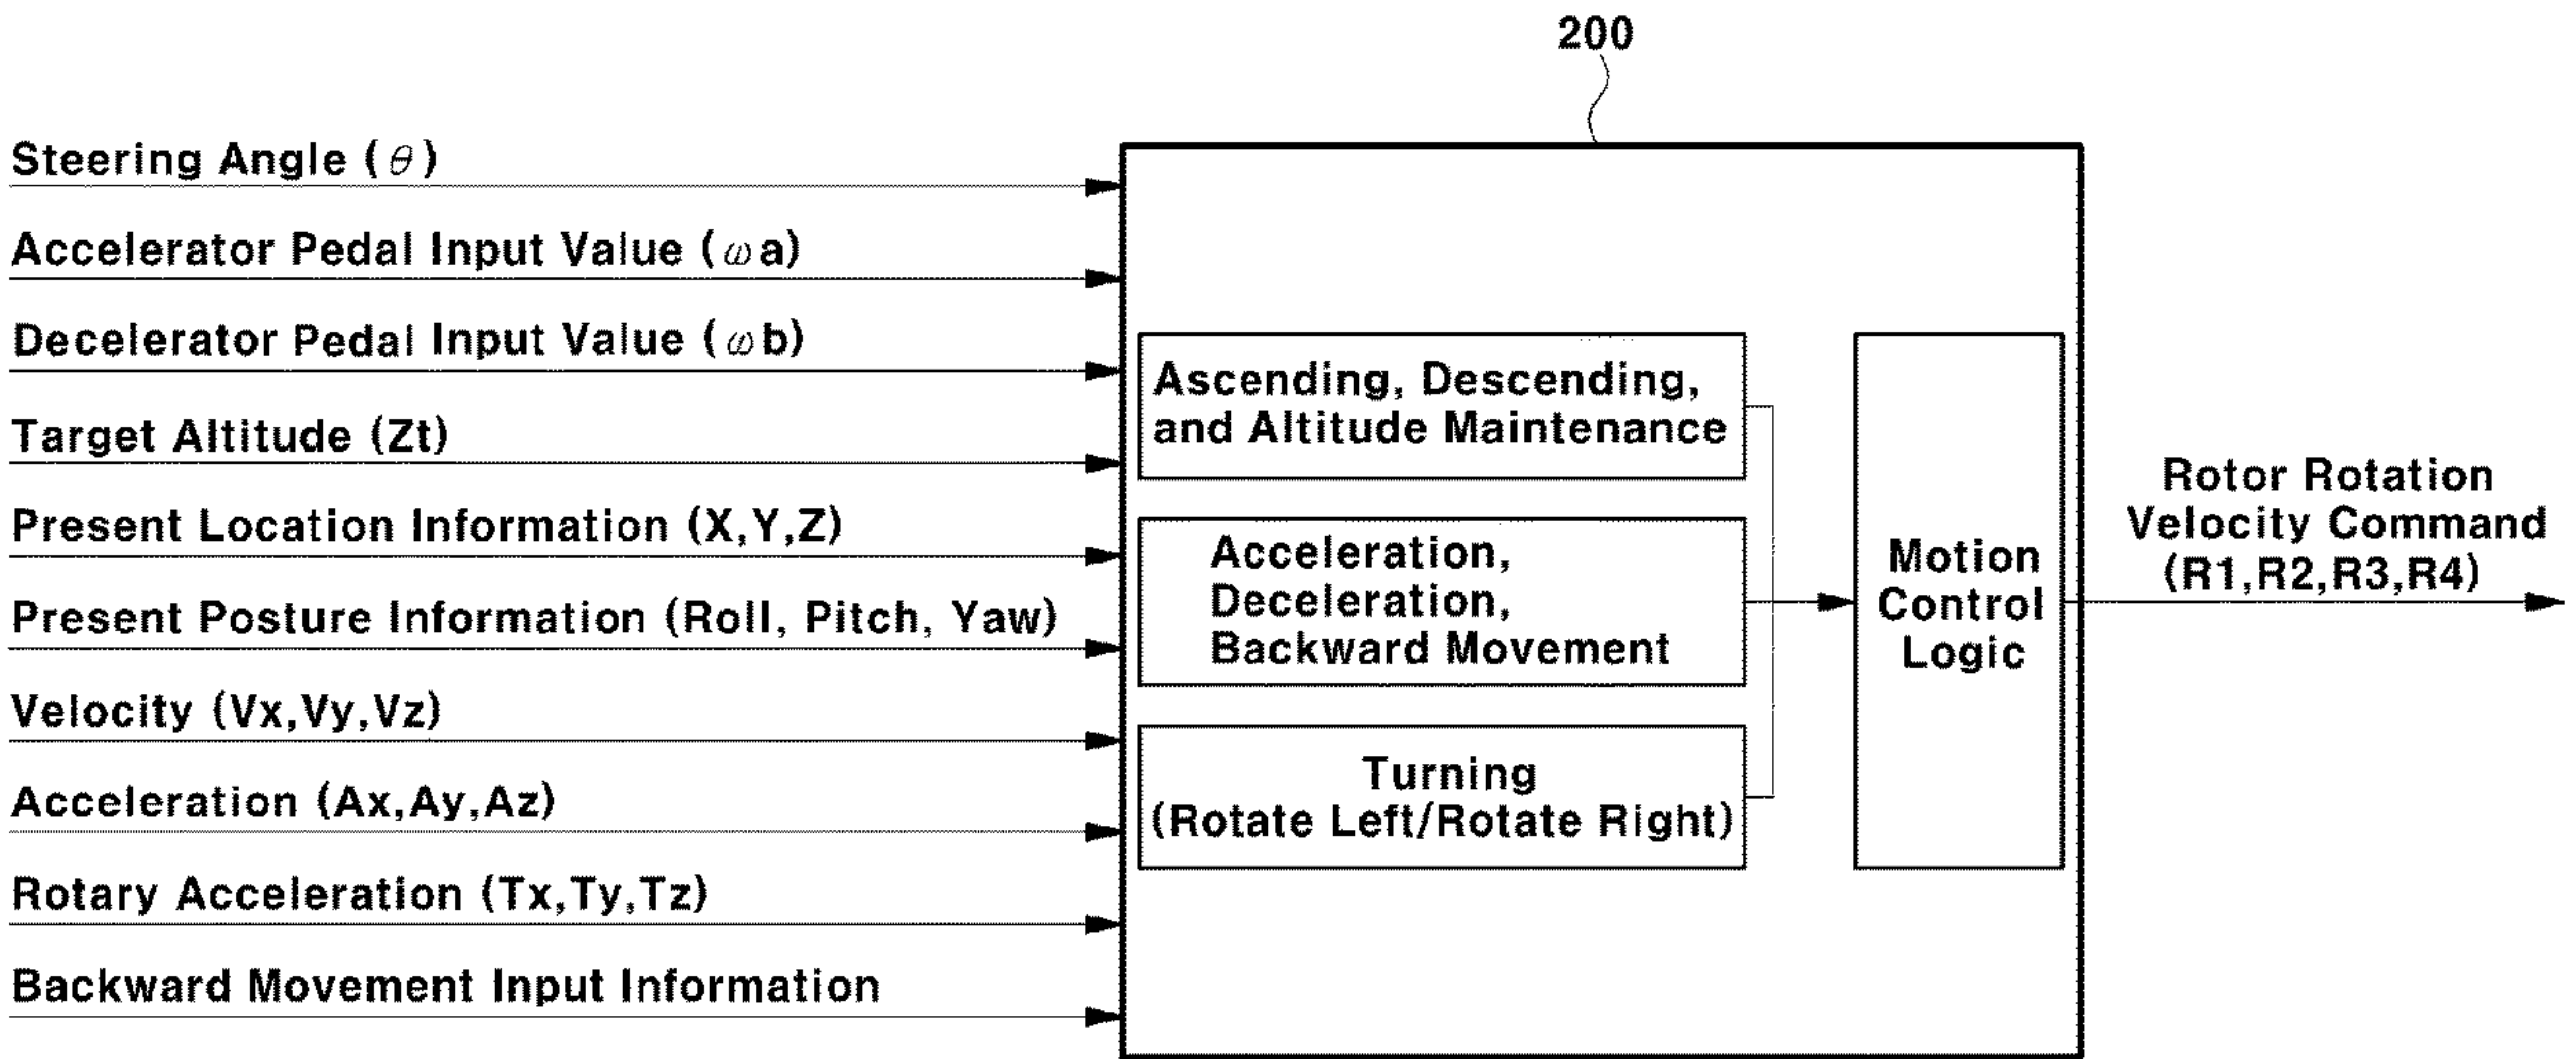 200
Steering Angle (θ)
Accelerator Pedal Input Value (ωa)
Decelerator Pedal Input Value (ωb)
Target Altitude (Zt)
Present Location Information (X,Y,Z)
Present Posture Information (Roll, Pitch, Yaw)
Velocity (Vx,Vy,Vz)
Acceleration (Ax,Ay,Az)
Rotary Acceleration (Tx,Ty,Tz)
Backward Movement Input Information
Ascending, Descending,
and Altitude Maintenance
Acceleration,
Deceleration,
Backward Movement
Turning
(Rotate Left/Rotate Right)
Motion
Control
Logic
Rotor Rotation
Velocity Command
(R1,R2,R3,R4)